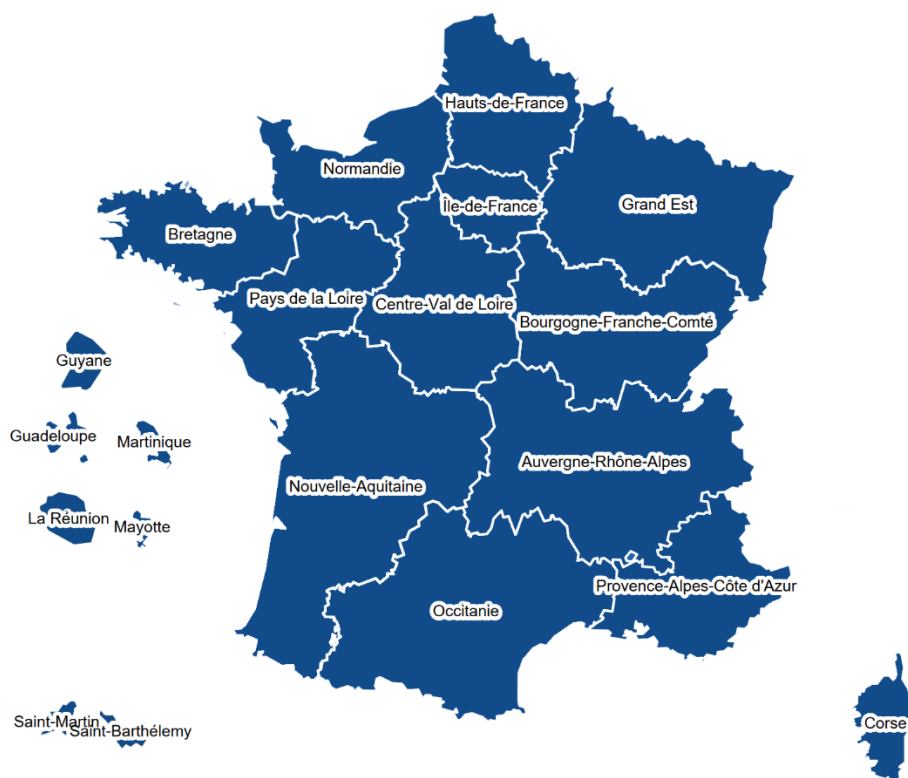 Hauts-de-France
Normandie
Île-de-France
Grand Est
Bretagne
Pays de la Loire
Centre-Val de Loire
Bourgogne-Franche-Comté
Guyane
Guadeloupe
Martinique
Auvergne-Rhône-Alpes
Nouvelle-Aquitaine
La Réunion
Mayotte
Provence-Alpes-Côte d'Azur
Occitanie
Saint-Martin
Saint-Barthélemy
Corse